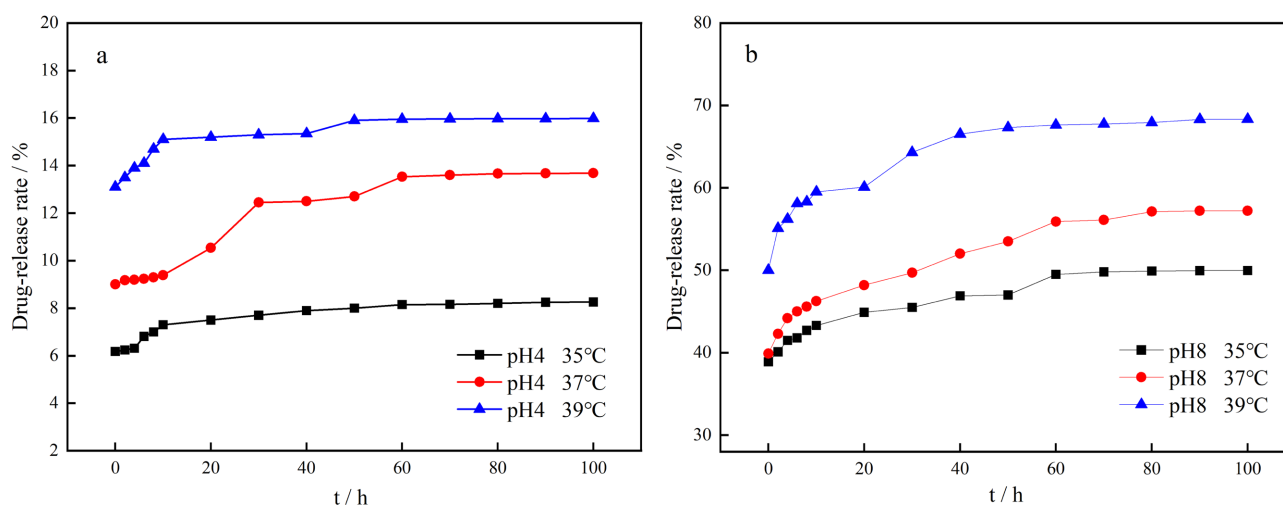 a
Drug-release rate / %
20
18
16
14
12
10
8
6
4
2
0 20 40 60 80 100
t / h
pH4 35℃
pH4 37℃
pH4 39℃
b
Drug-release rate / %
80
70
60
50
40
30
0 20 40 60 80 100
t / h
pH8 35℃
pH8 37℃
pH8 39℃